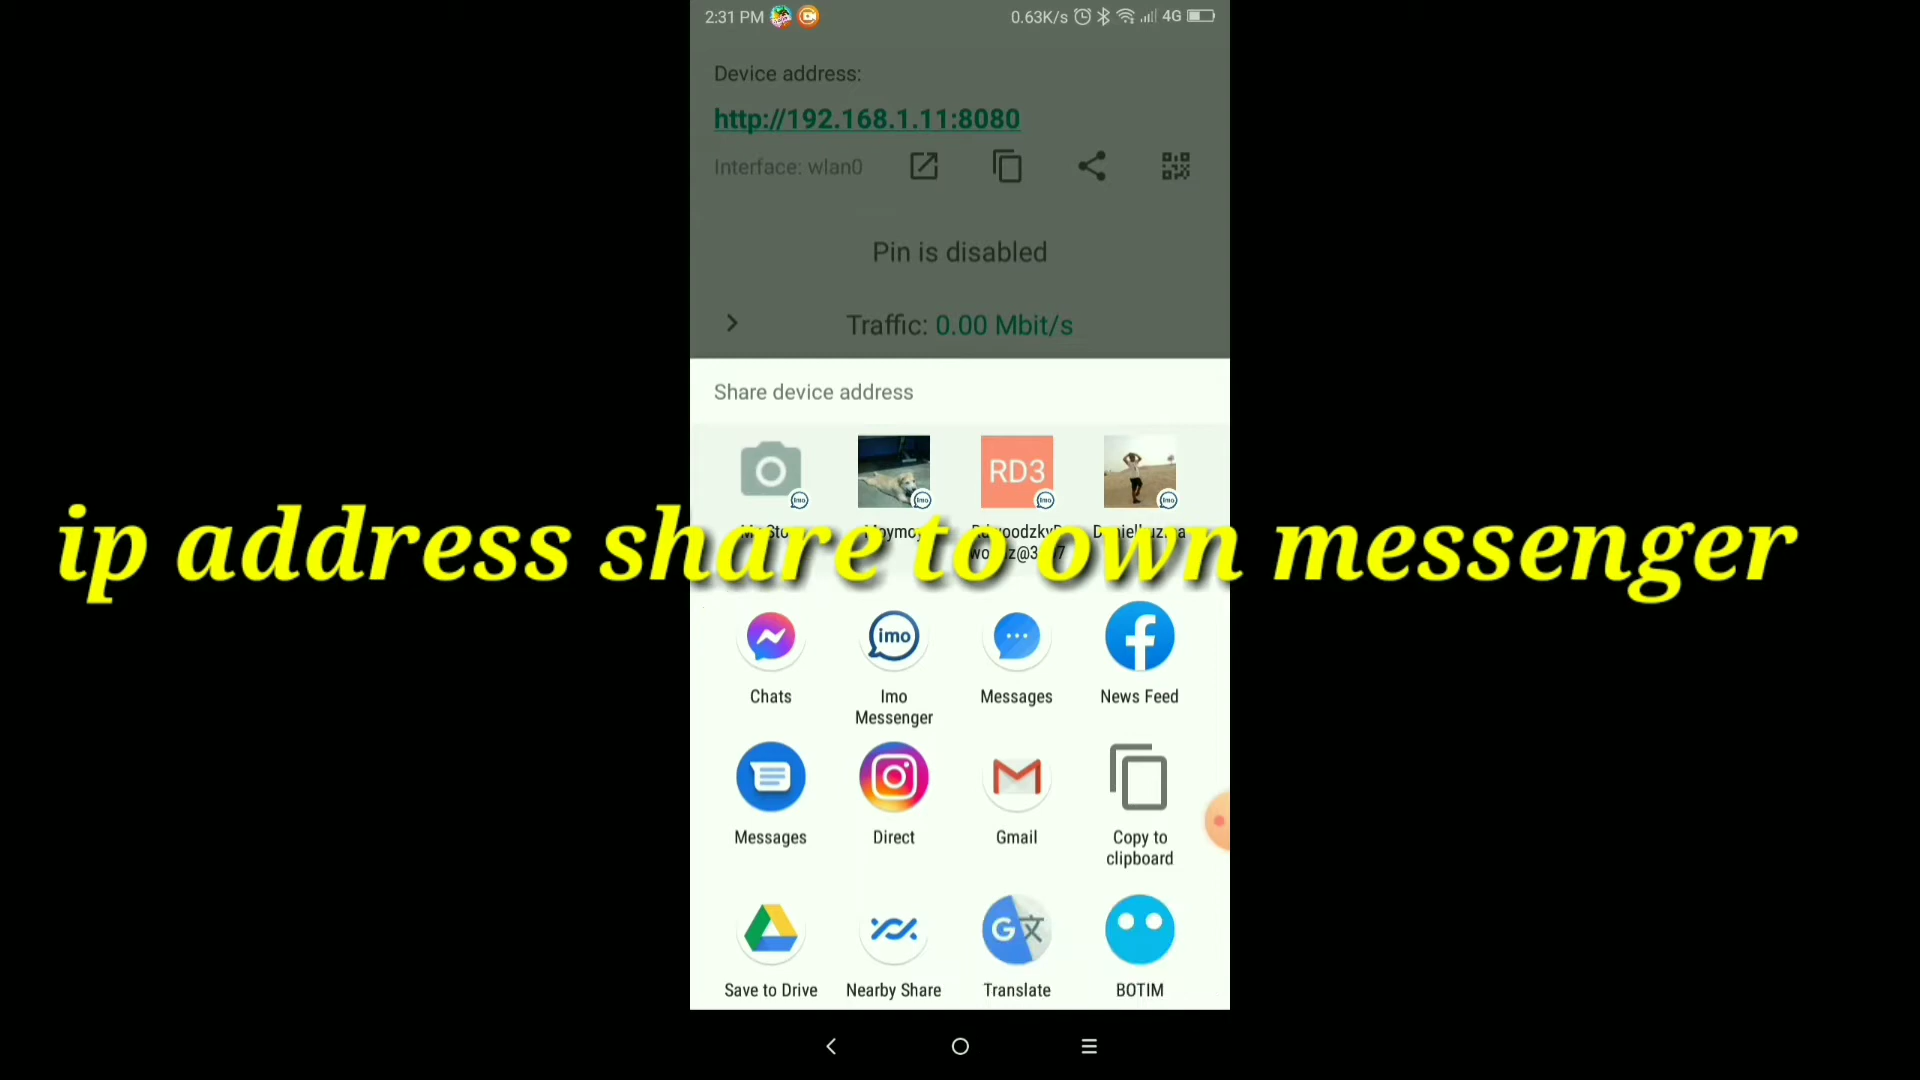 2:31 PM
0.63K/s
4G
Device address:
http://192.168.1.11:8080
Interface: wlan0
Pin is disabled
Traffic: 0.00 Mbit/s
Share device address
RD3
ip address share to own messenger
imo
Chats
Imo
Messenger
Messages
News Feed
Messages
Direct
Gmail
Copy to
clipboard
Save to Drive
Nearby Share
Translate
BOTIM